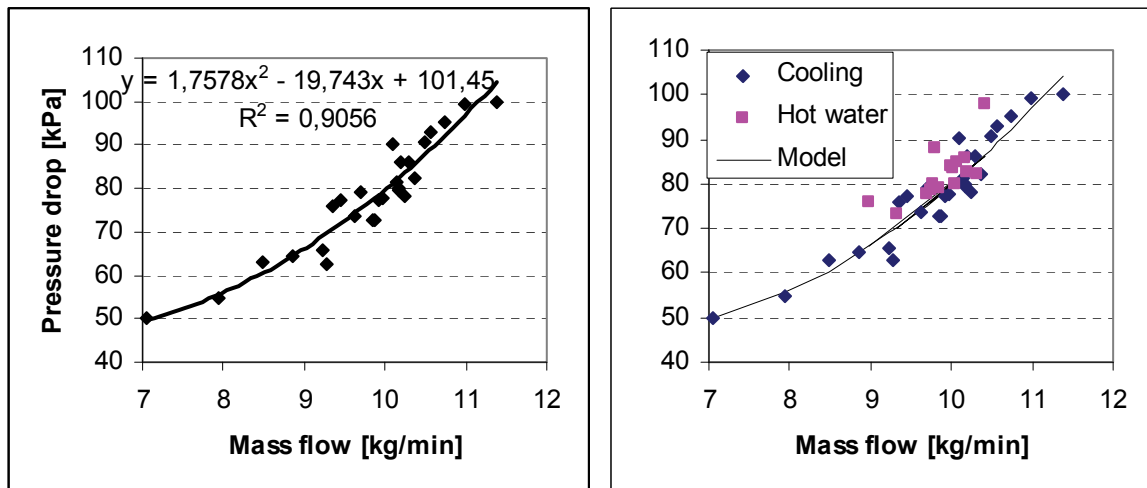 110
100
90
80
70
60
50
40
Pressure drop [kPa]
y = 1,7578x² - 19,743x + 101,45
R² = 0,9056
7 8 9 10 11 12
Mass flow [kg/min]
110
100
90
80
70
60
50
40
Cooling
Hot water
Model
7 8 9 10 11 12
Mass flow [kg/min]